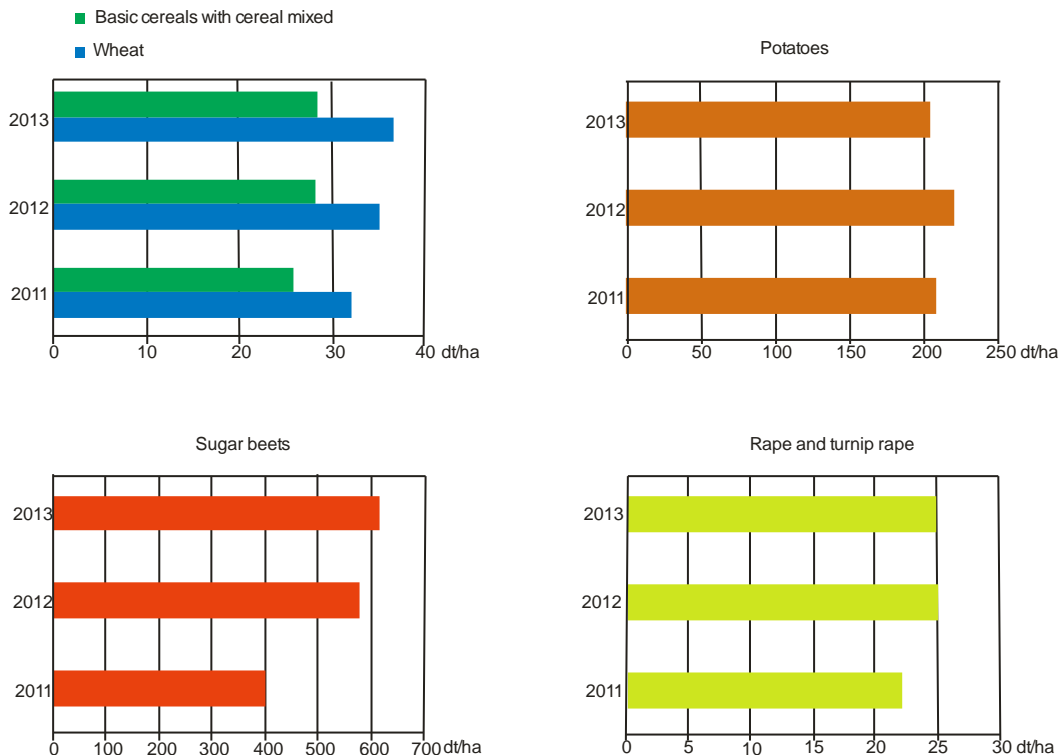 Basic cereals with cereal mixed
Wheat
2013
2012
2011
0 10 20 30 40 dt/ha
Potatoes
2013
2012
2011
0 50 100 150 200 250 dt/ha
Sugar beets
2013
2012
2011
0 100 200 300 400 500 600 700 dt/ha
Rape and turnip rape
2013
2012
2011
0 5 10 15 20 25 30 dt/ha